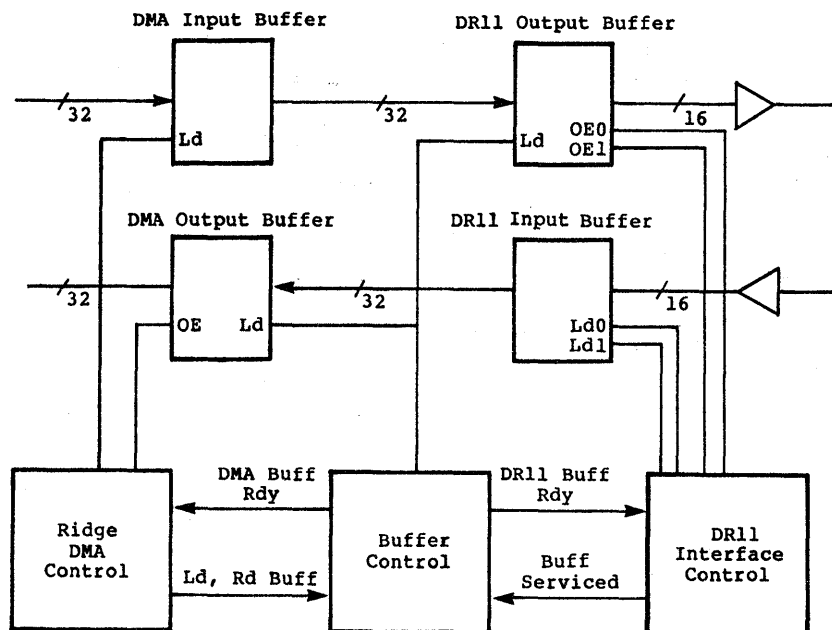 DMA Input Buffer
DR11 Output Buffer
32
32
16
Ld
Ld
OE0
OE1
DMA Output Buffer
DR11 Input Buffer
32
32
16
OE
Ld
Ld0
Ld1
DMA Buff
Rdy
DR11 Buff
Rdy
Ridge
DMA
Control
Buffer
Control
DR11
Interface
Control
Ld, Rd Buff
Buff
Serviced